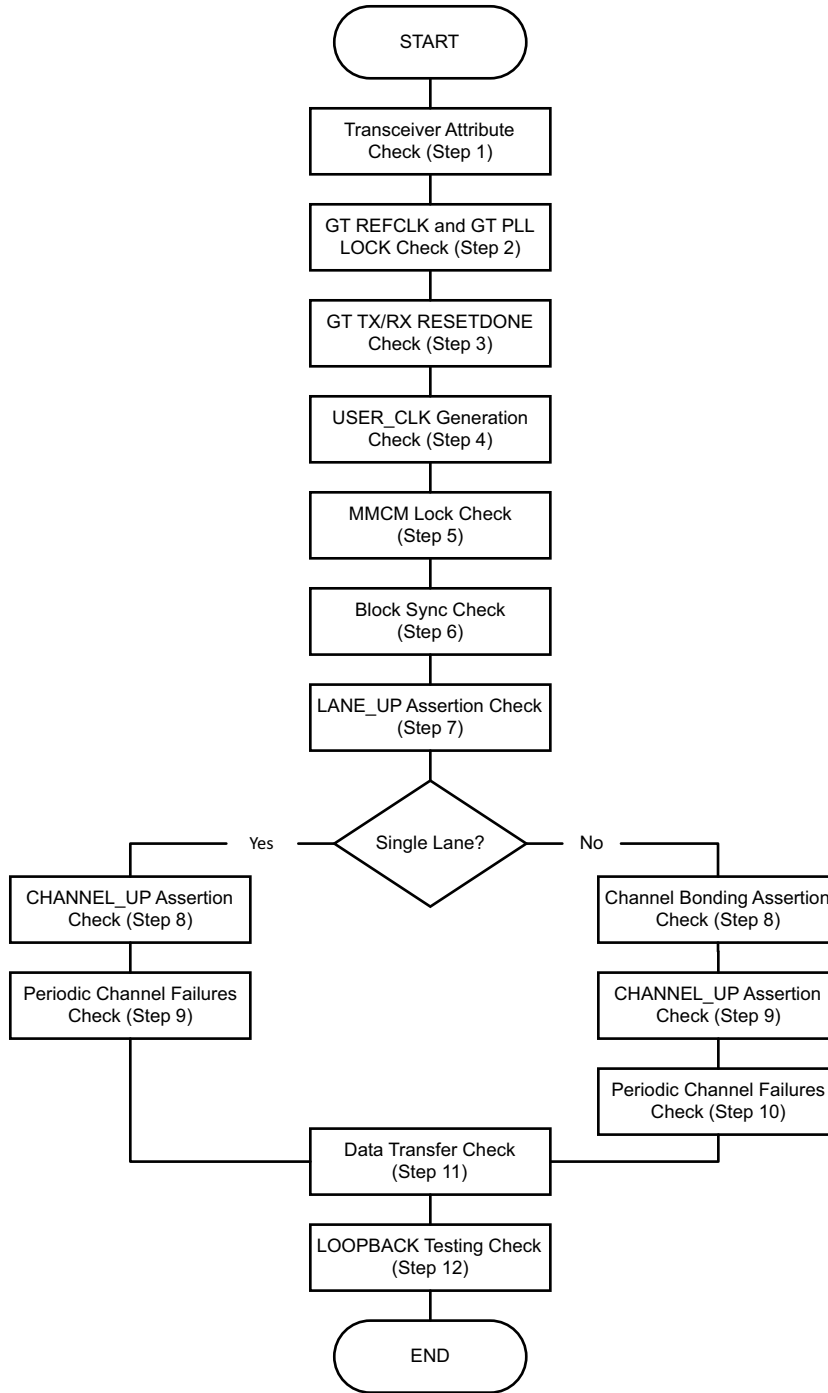 START
Transceiver Attribute
Check (Step 1)
GT REFCLK and GT PLL
LOCK Check (Step 2)
GT TX/RX RESETDONE
Check (Step 3)
USER_CLK Generation
Check (Step 4)
MMCM Lock Check
(Step 5)
Block Sync Check
(Step 6)
LANE_UP Assertion Check
(Step 7)
Single Lane?
Yes
No
CHANNEL_UP Assertion
Check (Step 8)
Periodic Channel Failures
Check (Step 9)
Channel Bonding Assertion
Check (Step 8)
CHANNEL_UP Assertion
Check (Step 9)
Periodic Channel Failures
Check (Step 10)
Data Transfer Check
(Step 11)
LOOPBACK Testing Check
(Step 12)
END